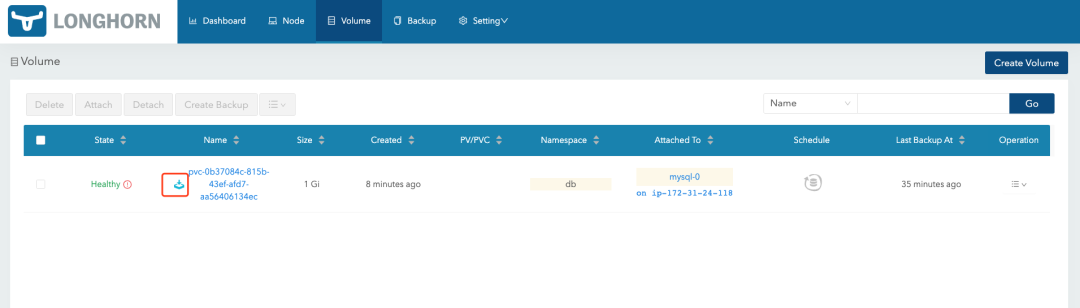 LONGHORN
Dashboard Node Volume Backup Setting
Volume
Create Volume
Delete Attach Detach Create Backup Name Go
State Name Size Created PV/PVC Namespace Attached To Schedule Last Backup At Operation
Healthy pvc-0b37084c-815b-43ef-afd7-aa56406134ec 1 Gi 8 minutes ago db mysql-0 on ip-172-31-24-118 35 minutes ago